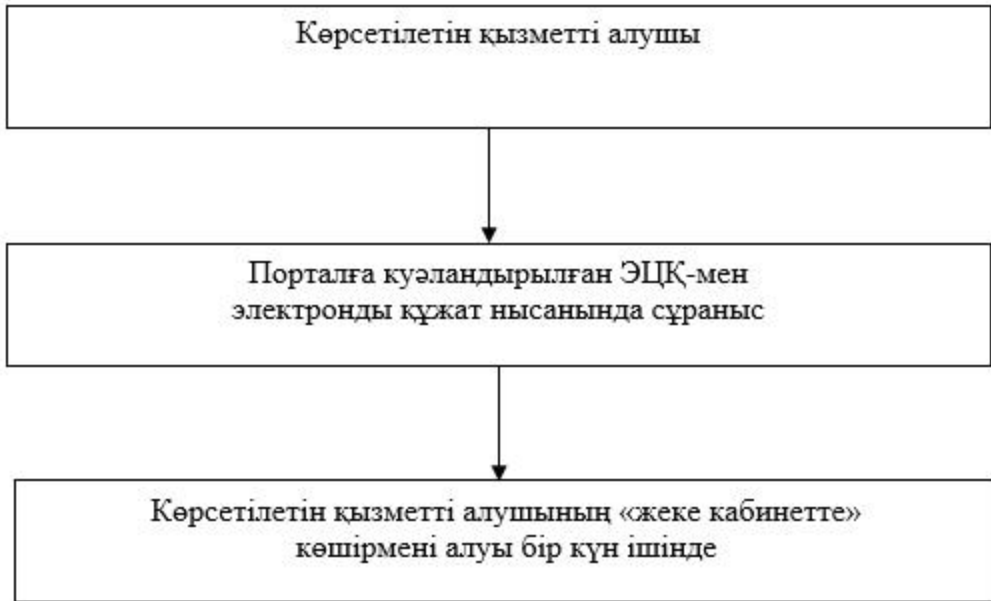 Көрсетілетін қызметті алушы
Порталға куәландырылған ЭЦҚ-мен
электронды құжат нысанында сұраныс
Көрсетілетін қызметті алушының «жеке кабинетте»
көшірмені алуы бір күн ішінде